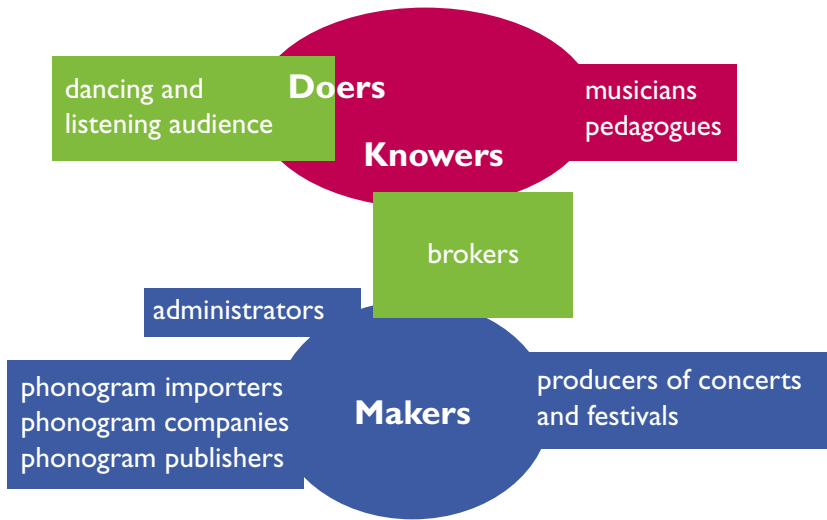 dancing and
listening audience
Doers
Knowers
musicians
pedagogues
brokers
administrators
phonogram importers
phonogram companies
phonogram publishers
Makers
producers of concerts
and festivals